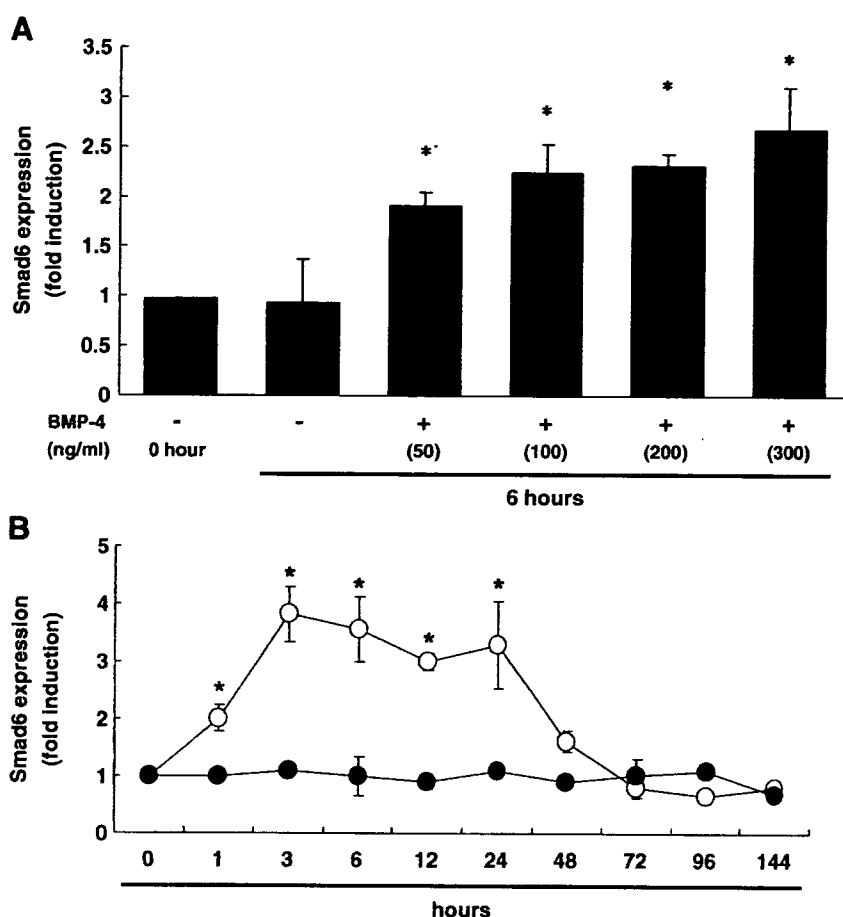 A
Smad6 expression
(fold induction)
3.5
3
2.5
2
1.5
1
0.5
0
* * * *
BMP-4 - - + + + +
(ng/ml) 0 hour (50) (100) (200) (300)
6 hours
B
Smad6 expression
(fold induction)
5
4
3
2
1
0
* * * * *
0 1 3 6 12 24 48 72 96 144
hours